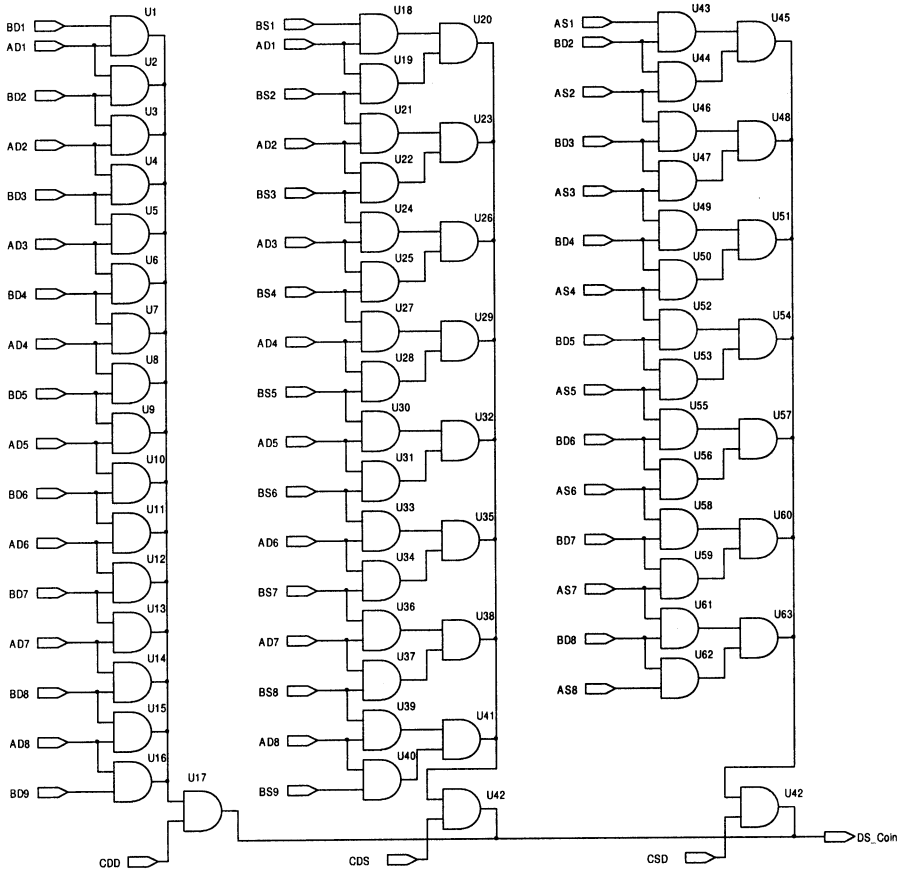 U1
BD1
AD1
U2
BD2
U3
AD2
U4
BD3
U5
AD3
U6
BD4
U7
AD4
U8
BD5
U9
AD5
U10
BD6
U11
AD6
U12
BD7
U13
AD7
U14
BD8
U15
AD8
U16
BD9
U17
CDD
U18
BS1
U20
AD1
U19
BS2
U21
U23
AD2
U22
BS3
U24
U26
AD3
U25
BS4
U27
U29
AD4
U28
BS5
U30
U32
AD5
U31
BS6
U33
U35
AD6
U34
BS7
U36
U38
AD7
U37
BS8
U39
U41
AD8
U40
BS9
U42
CDS
U43
AS1
U45
BD2
U44
AS2
U46
U48
BD3
U47
AS3
U49
U51
BD4
U50
AS4
U52
U54
BD5
U53
AS5
U55
U57
BD6
U56
AS6
U58
U60
BD7
U59
AS7
U61
U63
BD8
U62
AS8
U42
CSD
DS_Coin